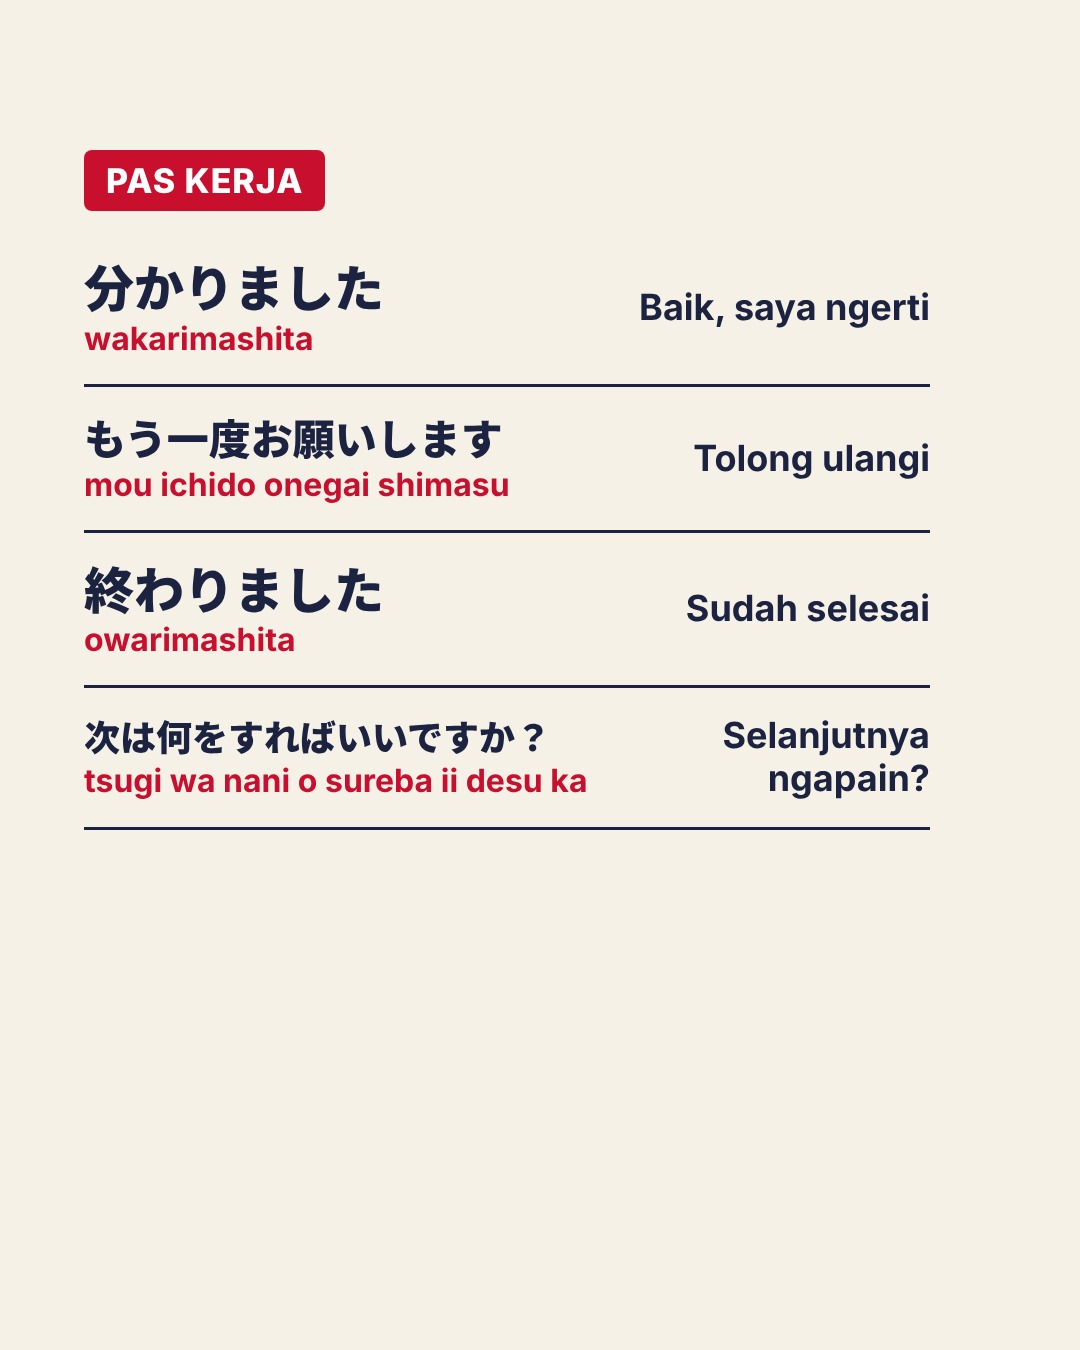 PAS KERJA
分かりました
wakarimashita
Baik, saya ngerti
もう一度お願いします
mou ichido onegai shimasu
Tolong ulangi
終わりました
owarimashita
Sudah selesai
次は何をすればいいですか？
tsugi wa nani o sureba ii desu ka
Selanjutnya
ngapain?